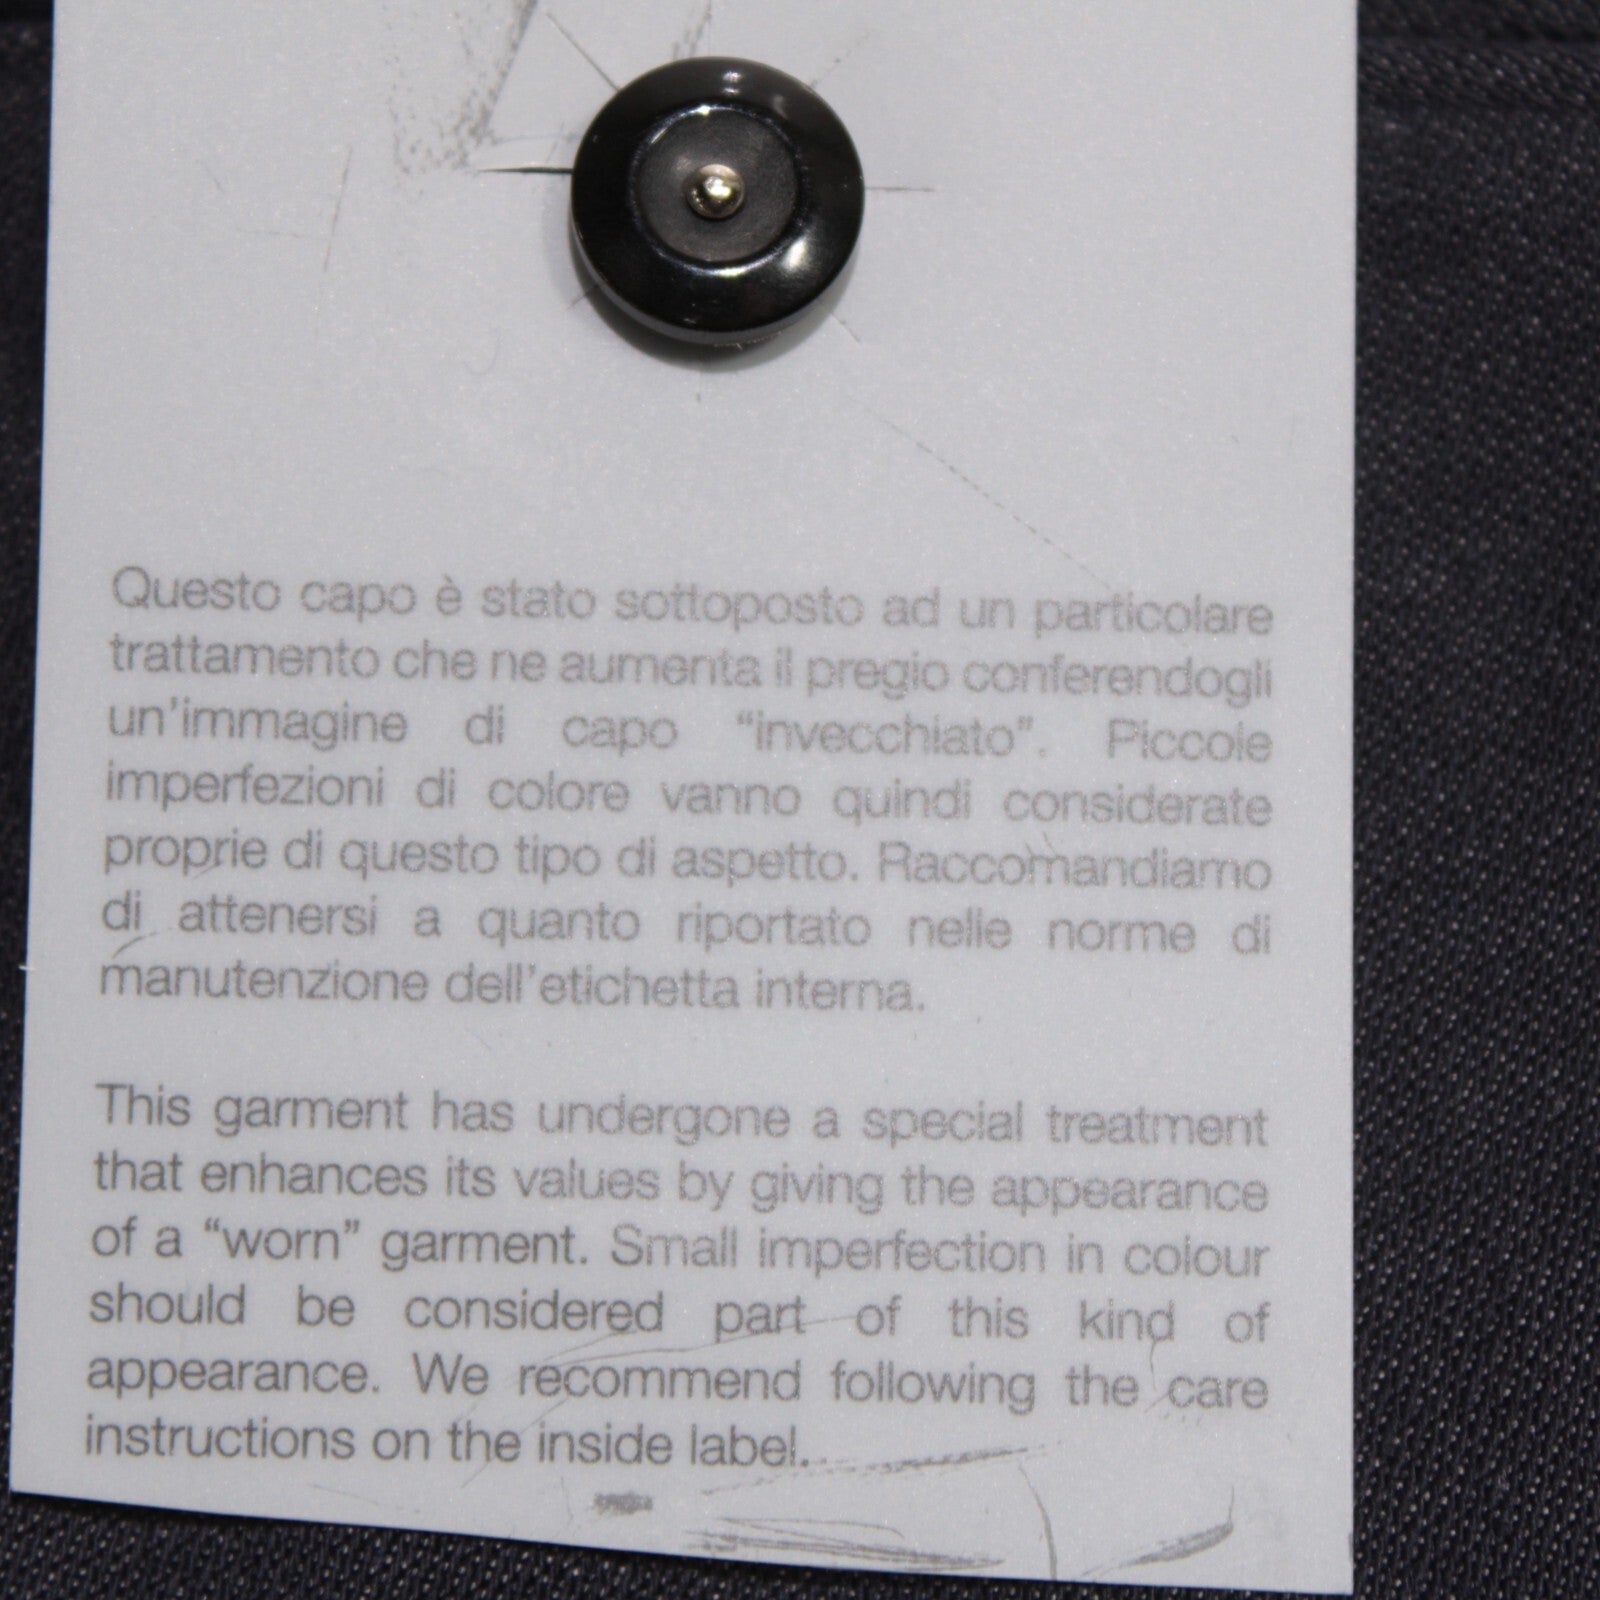 Questo capo è stato sottoposto ad un particolare
trattamento che ne aumenta il pregio conferendogli
un'immagine di capo “invecchiato”. Piccole
imperfezioni di colore vanno quindi considerate
proprie di questo tipo di aspetto. Raccomandiamo
di attenersi a quanto riportato nelle norme di
manutenzione dell'etichetta interna.
This garment has undergone a special treatment
that enhances its values by giving the appearance
of a “worn” garment. Small imperfection in colour
should be considered part of this kind of
appearance. We recommend following the care
instructions on the inside label.